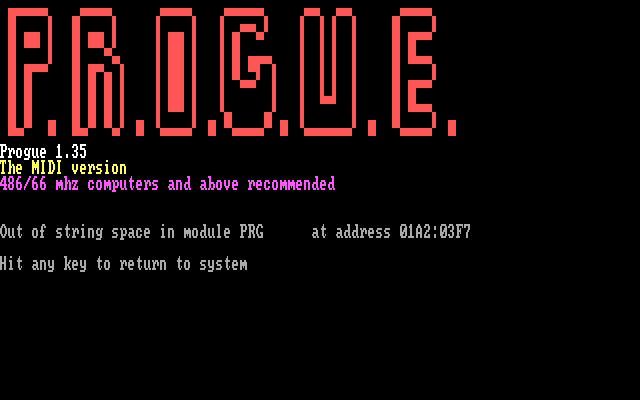 P.R.O.G.U.E.
Progue 1.35
The MIDI version
486/66 mhz computers and above recommended
Out of string space in module PRG      at address 01A2:03F7
Hit any key to return to system